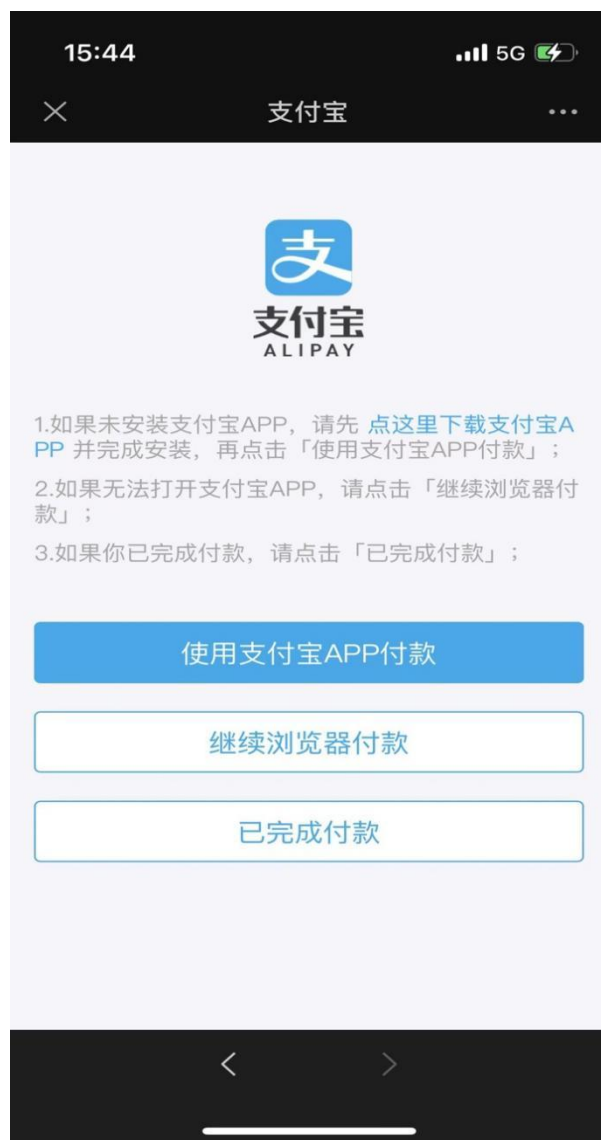 15:44 5G
支付宝
支
支付宝
ALIPAY
1.如果未安装支付宝APP，请先 点这里下载支付宝A
PP 并完成安装，再点击「使用支付宝APP付款」；
2.如果无法打开支付宝APP，请点击「继续浏览器付
款」；
3.如果你已完成付款，请点击「已完成付款」；
使用支付宝APP付款
继续浏览器付款
已完成付款